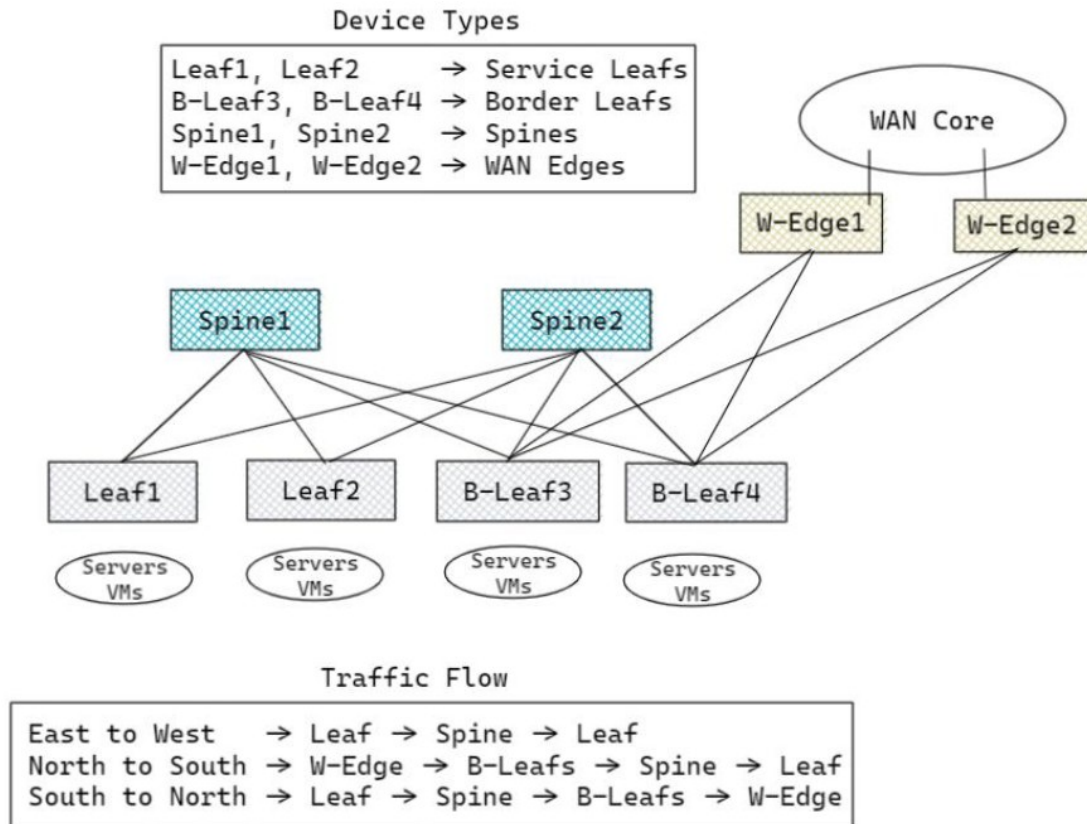 Device Types
Leaf1, Leaf2 → Service Leafs
B-Leaf3, B-Leaf4 → Border Leafs
Spine1, Spine2 → Spines
W-Edge1, W-Edge2 → WAN Edges
WAN Core
W-Edge1
W-Edge2
Spine1
Spine2
Leaf1
Leaf2
B-Leaf3
B-Leaf4
Servers
VMs
Servers
VMs
Servers
VMs
Servers
VMs
Traffic Flow
East to West → Leaf → Spine → Leaf
North to South → W-Edge → B-Leafs → Spine → Leaf
South to North → Leaf → Spine → B-Leafs → W-Edge